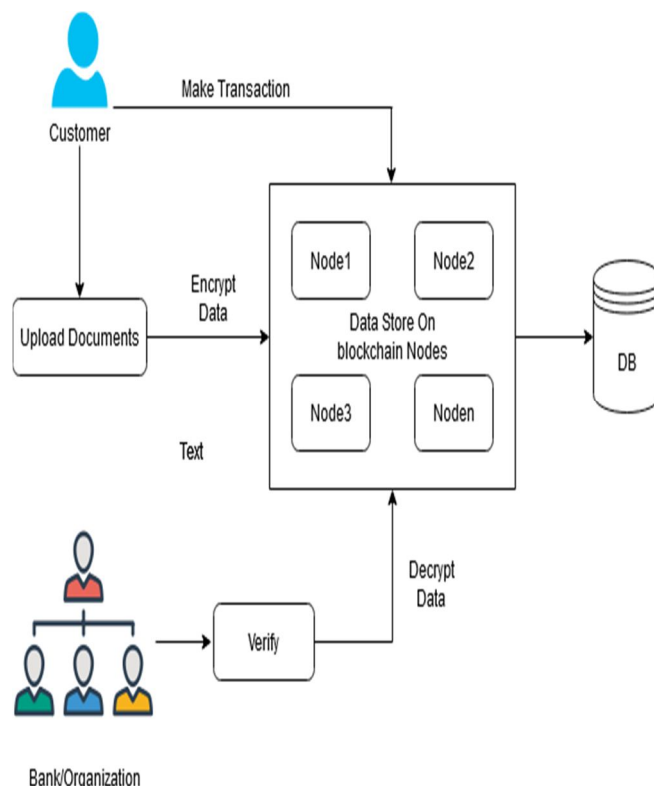 Make Transaction
Customer
Node1
Node2
Encrypt
Data
Upload Documents
Data Store On
blockchain Nodes
DB
Node3
Noden
Text
Decrypt
Data
Verify
Bank/Organization